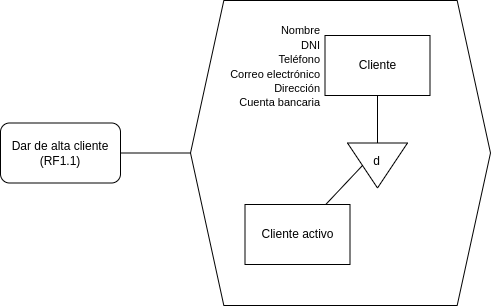 Nombre
DNI
Teléfono
Correo electrónico
Dirección
Cuenta bancaria
Cliente
Dar de alta cliente
(RF1.1)
d
Cliente activo